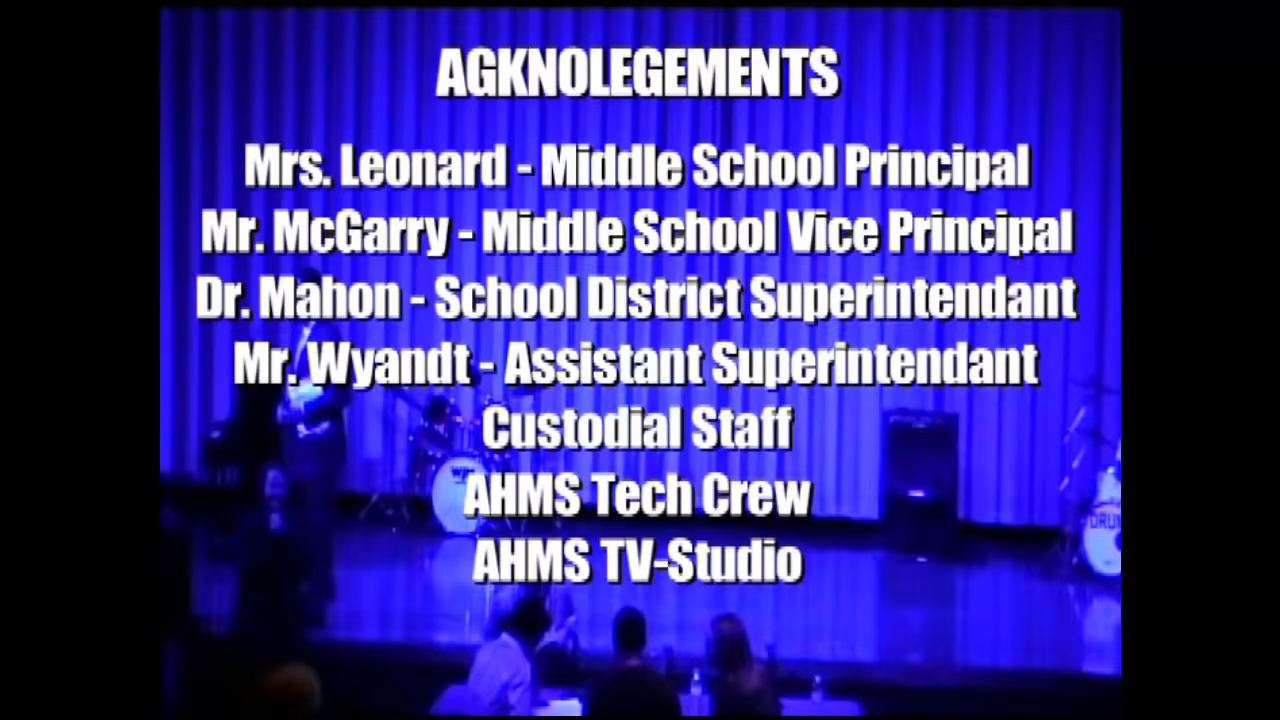 AGKNOLEGEMENTS
Mrs. Leonard - Middle School Principal
Mr. McGarry - Middle School Vice Principal
Dr. Mahon - School District Superintendant
Mr. Wyandt - Assistant Superintendant
Custodial Staff
AHMS Tech Crew
AHMS TV-Studio